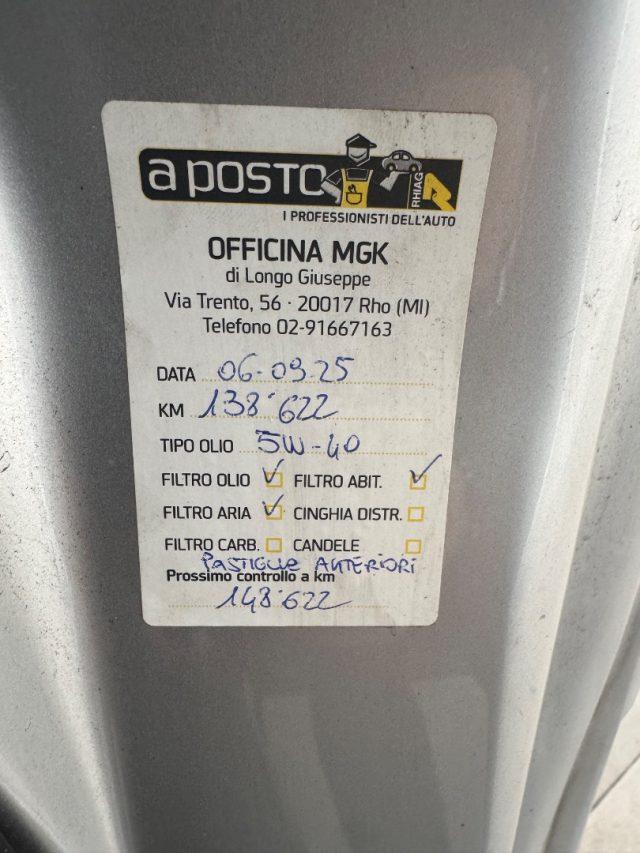 a posto
RHIAG
I PROFESSIONISTI DELL'AUTO
OFFICINA MGK
di Longo Giuseppe
Via Trento, 56 · 20017 Rho (MI)
Telefono 02-91667163
DATA 06-09-25
KM 138'622
TIPO OLIO 5W-40
FILTRO OLIO FILTRO ABIT.
FILTRO ARIA CINGHIA DISTR.
FILTRO CARB. CANDELE
PASTIGLIE ANTERIORI
Prossimo controllo a km
148'622